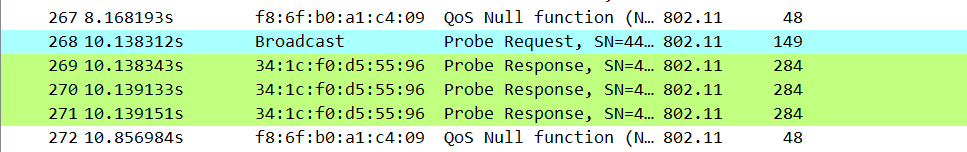 267 8.168193s f8:6f:b0:a1:c4:09 QoS Null function (N… 802.11 48
268 10.138312s Broadcast Probe Request, SN=44… 802.11 149
269 10.138343s 34:1c:f0:d5:55:96 Probe Response, SN=4… 802.11 284
270 10.139133s 34:1c:f0:d5:55:96 Probe Response, SN=4… 802.11 284
271 10.139151s 34:1c:f0:d5:55:96 Probe Response, SN=4… 802.11 284
272 10.856984s f8:6f:b0:a1:c4:09 QoS Null function (N… 802.11 48